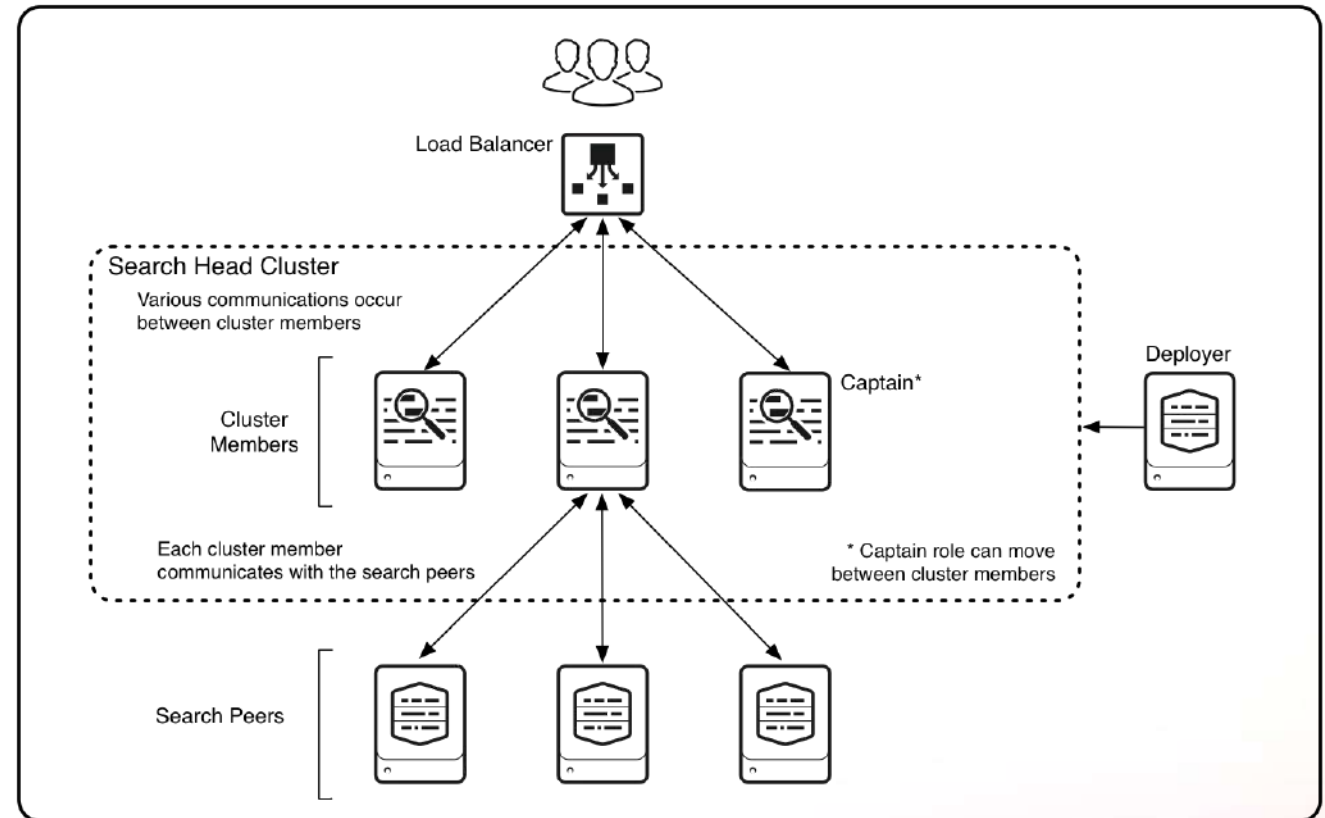 Load Balancer
Search Head Cluster
Various communications occur
between cluster members
Deployer
Captain*
Cluster
Members
Each cluster member
communicates with the search peers
* Captain role can move
between cluster members
Search Peers